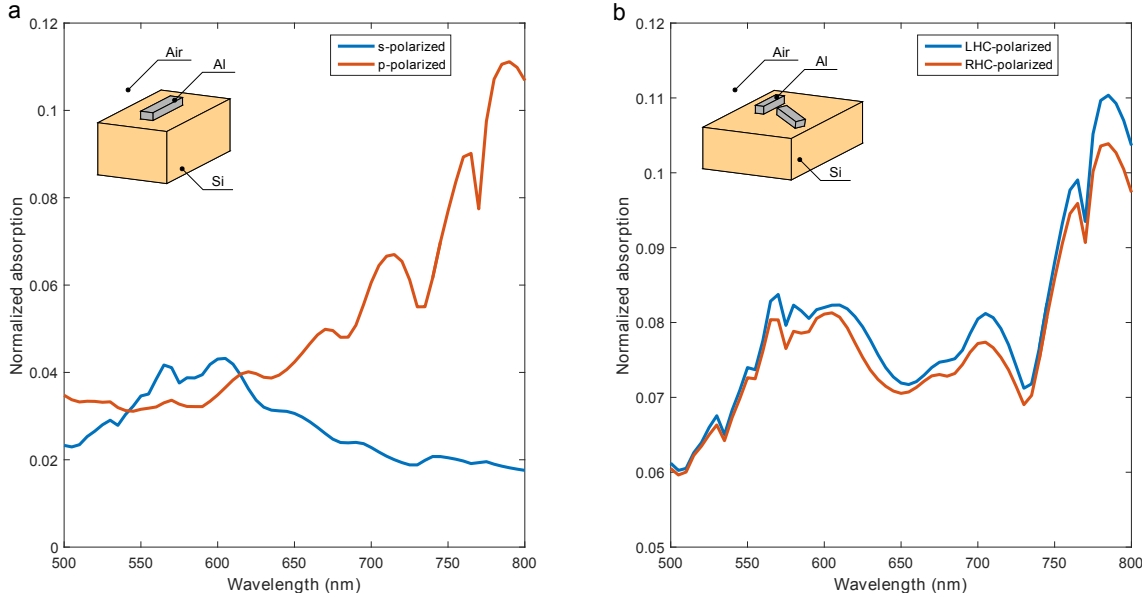 a
0.12
0.1
0.08
0.06
0.04
0.02
0
Normalized absorption
500
550
600
650
700
750
800
Wavelength (nm)
s-polarized
p-polarized
Air
Al
Si
b
0.12
0.11
0.1
0.09
0.08
0.07
0.06
0.05
Normalized absorption
500
550
600
650
700
750
800
Wavelength (nm)
LHC-polarized
RHC-polarized
Air
Al
Si